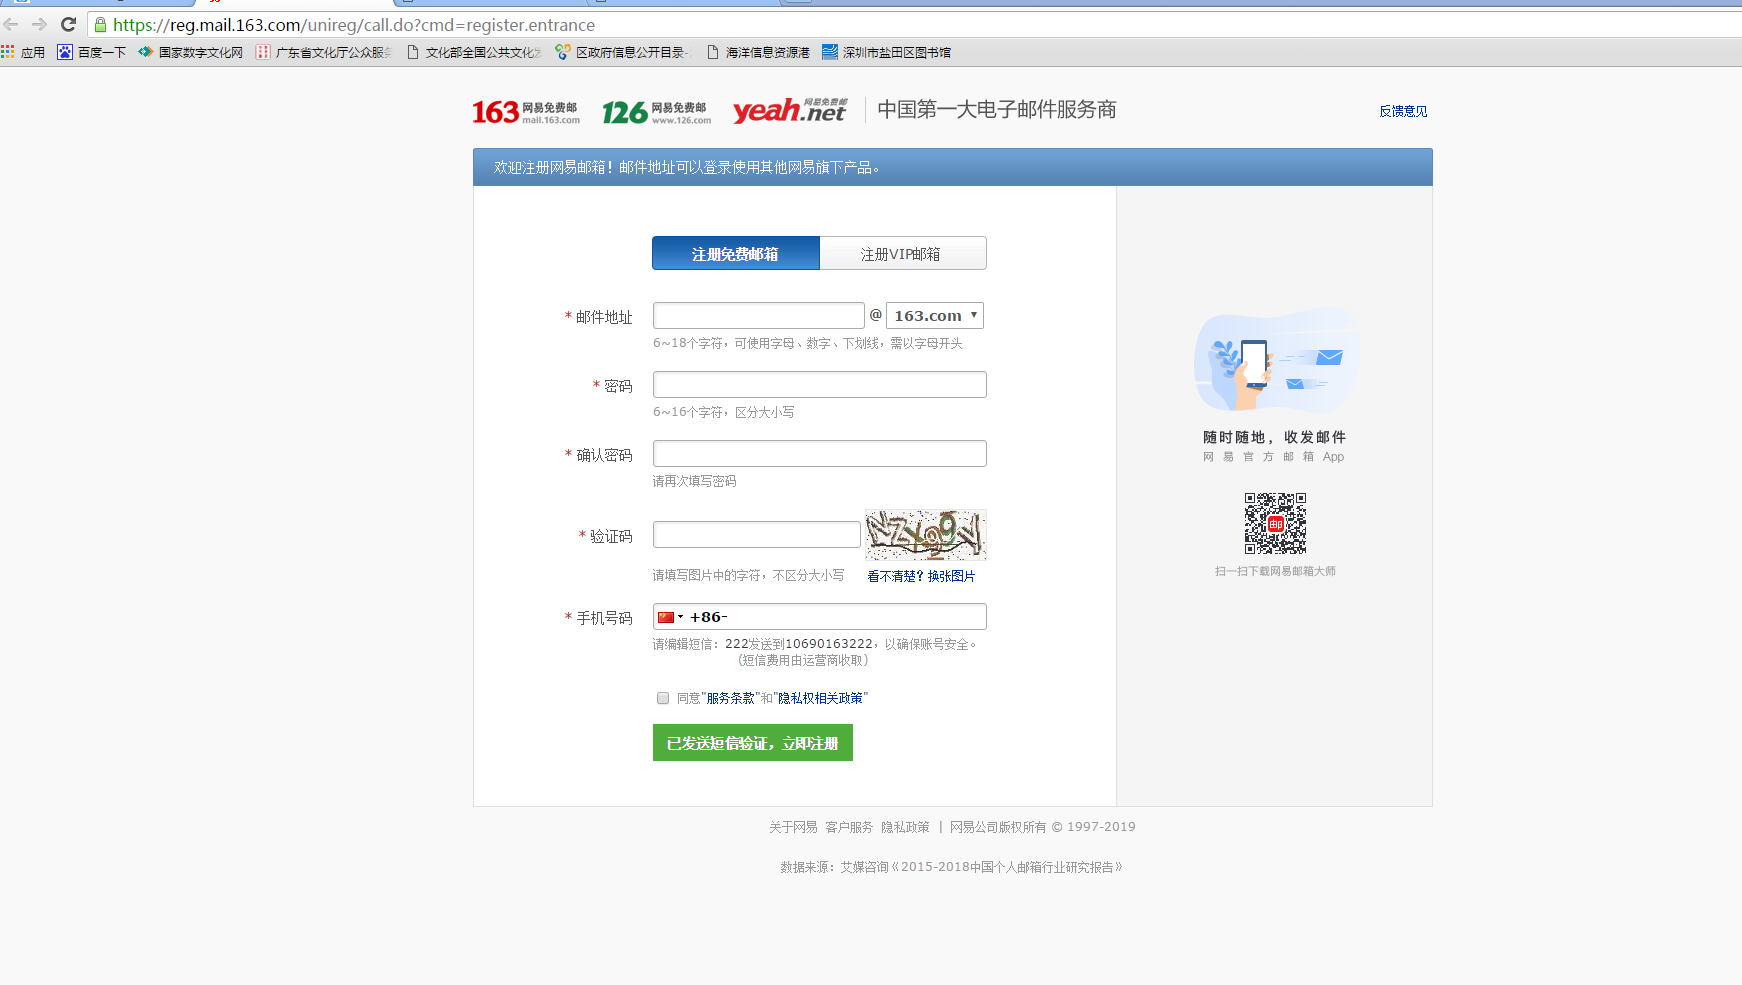 https://reg.mail.163.com/unireg/call.do?cmd=register.entrance
应用 百度一下 国家数字文化网 广东省文化厅公众服务 文化部全国公共文化发 区政府信息公开目录- 海洋信息资源港 深圳市盐田区图书馆
163 网易免费邮 mail.163.com 126 网易免费邮 www.126.com yeah.net 网易免费邮 中国第一大电子邮件服务商
反馈意见
欢迎注册网易邮箱！邮件地址可以登录使用其他网易旗下产品。
注册免费邮箱 注册VIP邮箱
* 邮件地址 @ 163.com
6~18个字符，可使用字母、数字、下划线，需以字母开头
* 密码
6~16个字符，区分大小写
* 确认密码
请再次填写密码
* 验证码
请填写图片中的字符，不区分大小写 看不清楚？换张图片
* 手机号码 +86-
请编辑短信：222发送到10690163222，以确保账号安全。
（短信费用由运营商收取）
同意"服务条款"和"隐私权相关政策"
已发送短信验证，立即注册
随时随地，收发邮件
网易官方邮箱 App
邮
扫一扫下载网易邮箱大师
关于网易 客户服务 隐私政策 | 网易公司版权所有 © 1997-2019
数据来源：艾媒咨询《2015-2018中国个人邮箱行业研究报告》